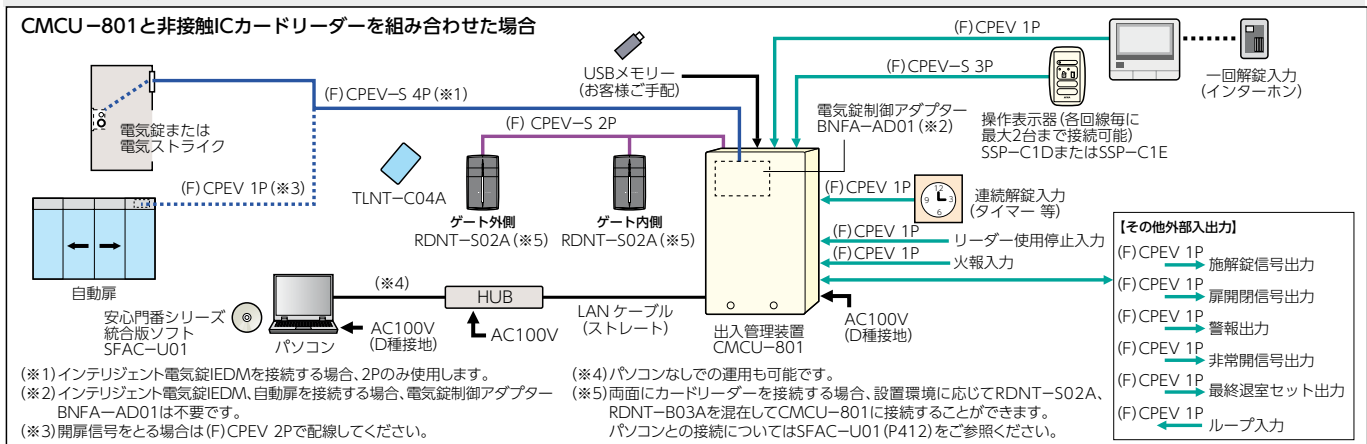 CMCU－801と非接触ICカードリーダーを組み合わせた場合
(F)CPEV 1P
一回解錠入力
(インターホン)
USBメモリー
(お客様ご手配)
(F)CPEV－S 3P
(F)CPEV－S 4P(※1)
電気錠制御アダプター
BNFA－AD01(※2)
操作表示器(各回線毎に
最大2台まで接続可能)
SSP－C1DまたはSSP－C1E
電気錠または
電気ストライク
(F) CPEV－S 2P
TLNT－C04A
(F)CPEV 1P(※3)
ゲート外側
RDNT－S02A(※5)
ゲート内側
RDNT－S02A(※5)
(F)CPEV 1P
12
3
6
9
連続解錠入力
(タイマー 等)
(F)CPEV 1P
リーダー使用停止入力
(F)CPEV 1P
火報入力
自動扉
(※4)
HUB
LAN ケーブル
(ストレート)
安心門番シリーズ
統合版ソフト
SFAC－U01
パソコン
AC100V
(D種接地)
AC100V
出入管理装置
CMCU－801
AC100V
(D種接地)
【その他外部入出力】
(F)CPEV 1P
施解錠信号出力
(F)CPEV 1P
扉開閉信号出力
(F)CPEV 1P
警報出力
(F)CPEV 1P
非常開信号出力
(F)CPEV 1P
最終退室セット出力
(F)CPEV 1P
ループ入力
(※1)インテリジェント電気錠IEDMを接続する場合、2Pのみ使用します。
(※2)インテリジェント電気錠IEDM、自動扉を接続する場合、電気錠制御アダプター
BNFA－AD01は不要です。
(※3)開扉信号をとる場合は(F)CPEV 2Pで配線してください。
(※4)パソコンなしでの運用も可能です。
(※5)両面にカードリーダーを接続する場合、設置環境に応じてRDNT－S02A、
RDNT－B03Aを混在してCMCU－801に接続することができます。
パソコンとの接続についてはSFAC－U01(P412)をご参照ください。